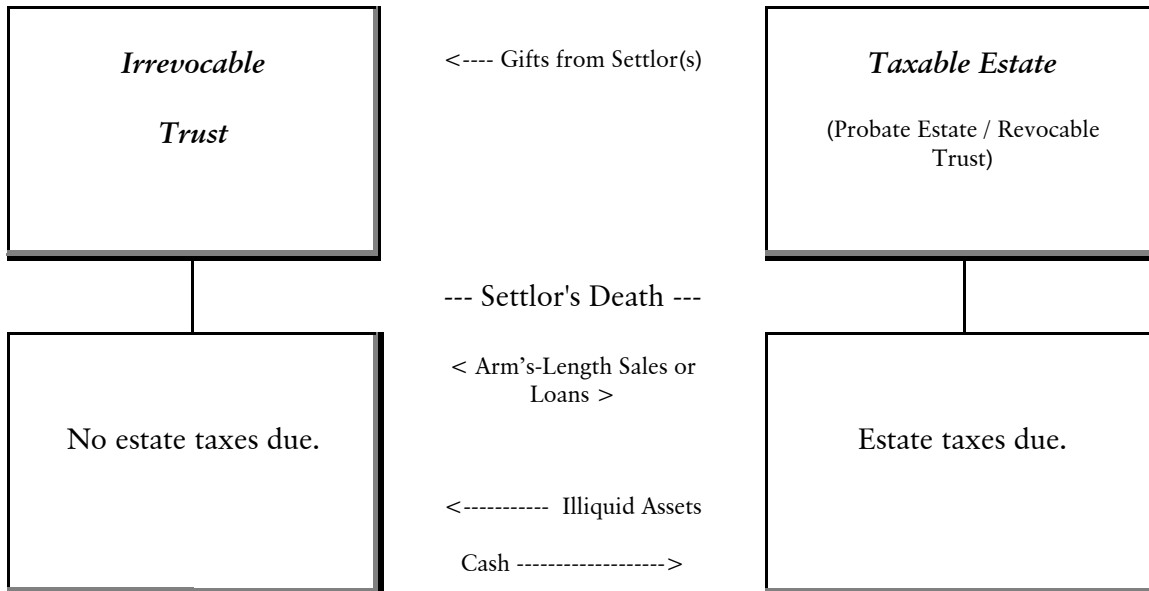 Irrevocable
Trust
<---- Gifts from Settlor(s)
Taxable Estate
(Probate Estate / Revocable
Trust)
--- Settlor's Death ---
< Arm’s-Length Sales or
Loans >
No estate taxes due.
Estate taxes due.
<----------- Illiquid Assets
Cash ------------------->